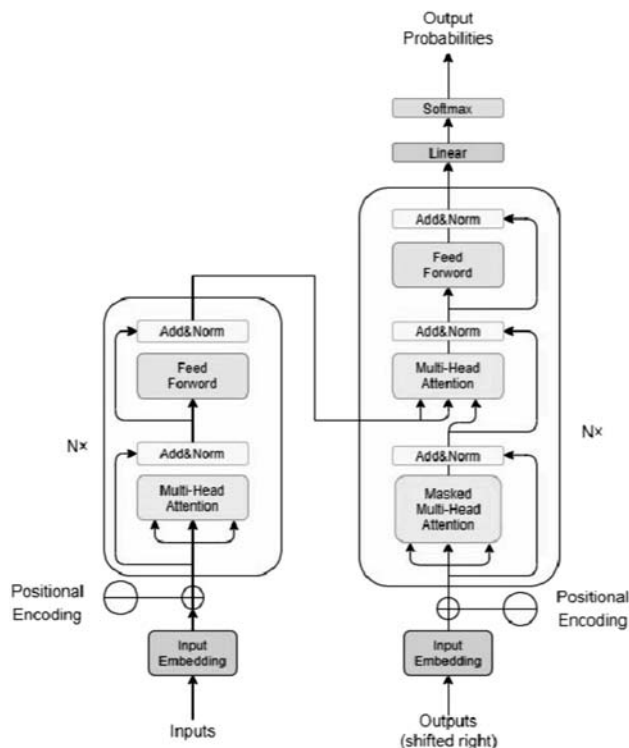 Output
Probabilities
Softmax
Linear
Add&Norm
Feed
Forword
Add&Norm
Multi-Head
Attention
Add&Norm
Masked
Multi-Head
Attention
Nx
Positional
Encoding
Input
Embedding
Outputs
(shifted right)
Add&Norm
Feed
Forword
Add&Norm
Multi-Head
Attention
Nx
Positional
Encoding
Input
Embedding
Inputs